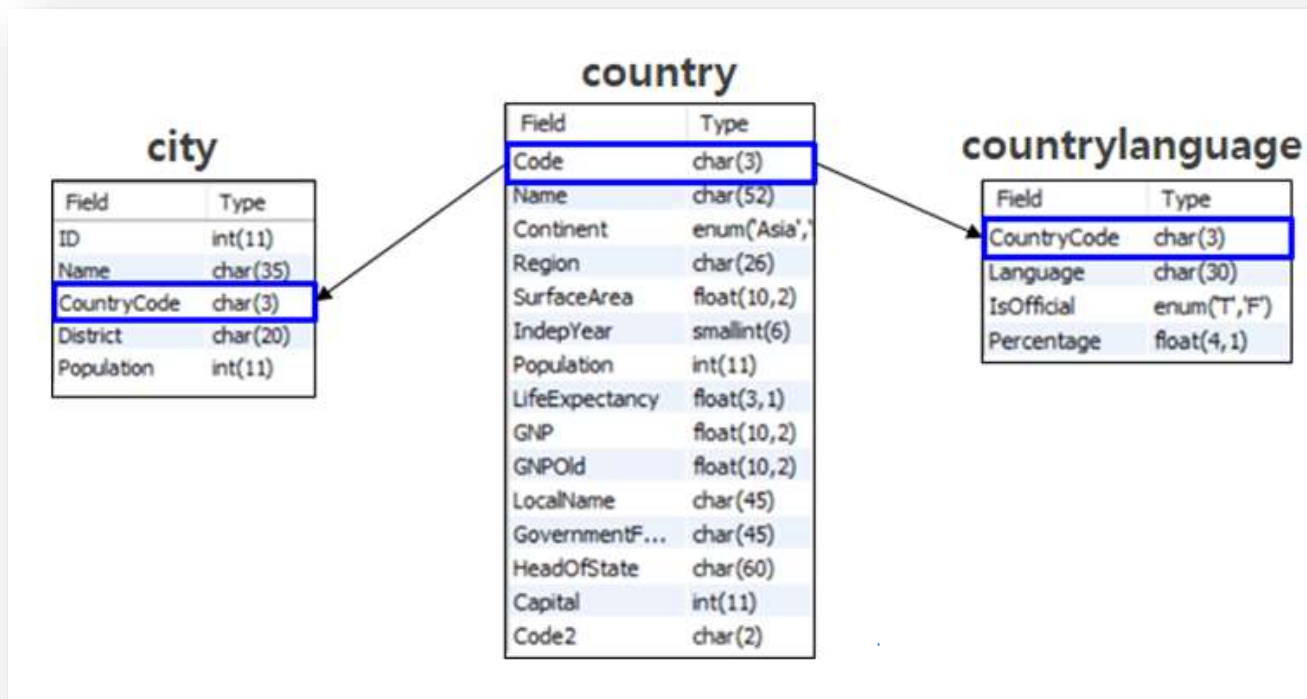 city
Field Type
ID int(11)
Name char(35)
CountryCode char(3)
District char(20)
Population int(11)
country
Field Type
Code char(3)
Name char(52)
Continent enum('Asia','
Region char(26)
SurfaceArea float(10,2)
IndepYear smallint(6)
Population int(11)
LifeExpectancy float(3,1)
GNP float(10,2)
GNPOld float(10,2)
LocalName char(45)
GovernmentF... char(45)
HeadOfState char(60)
Capital int(11)
Code2 char(2)
countrylanguage
Field Type
CountryCode char(3)
Language char(30)
IsOfficial enum('T','F')
Percentage float(4,1)